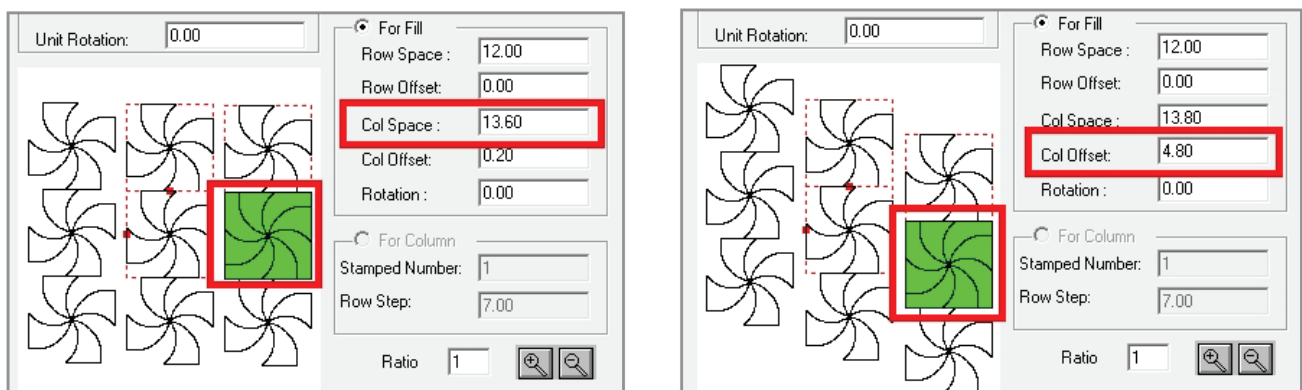 Unit Rotation: 0.00
For Fill
Row Space : 12.00
Row Offset: 0.00
Col Space : 13.60
Col Offset: 0.20
Rotation : 0.00
For Column
Stamped Number: 1
Row Step: 7.00
Ratio 1
Unit Rotation: 0.00
For Fill
Row Space : 12.00
Row Offset: 0.00
Col Space : 13.80
Col Offset: 4.80
Rotation : 0.00
For Column
Stamped Number: 1
Row Step: 7.00
Ratio 1